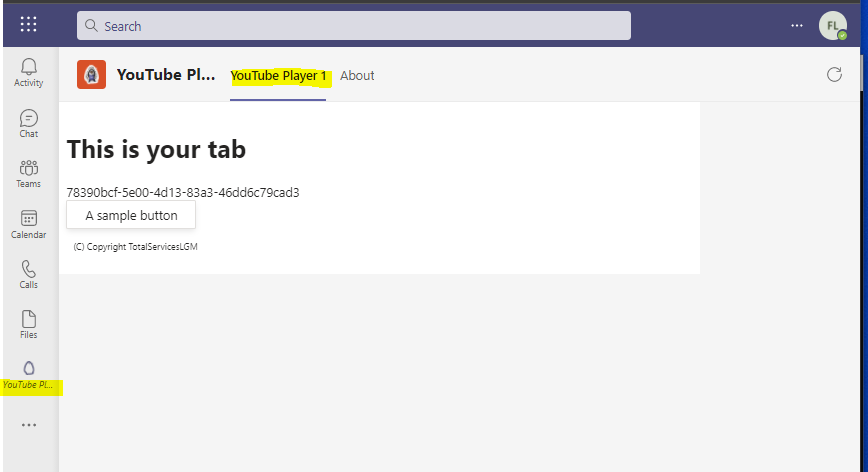 Search
...
FL
Activity
Chat
Teams
Calendar
Calls
Files
YouTube Pl...
...
YouTube Pl...
YouTube Player 1
About
This is your tab
78390bcf-5e00-4d13-83a3-46dd6c79cad3
A sample button
(C) Copyright TotalServicesLGM